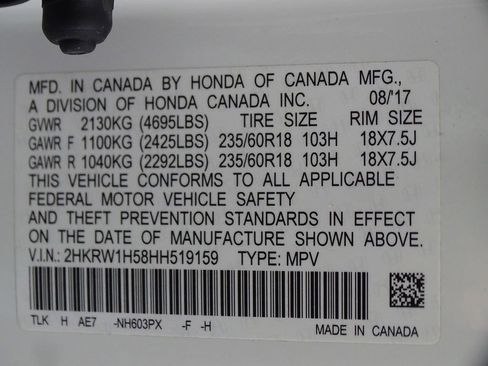 MFD. IN CANADA BY HONDA OF CANADA MFG.,
A DIVISION OF HONDA CANADA INC. 08/'17
GVWR 2130KG (4695LBS) TIRE SIZE RIM SIZE
GAWR F 1100KG (2425LBS) 235/60R18 103H 18X7.5J
GAWR R 1040KG (2292LBS) 235/60R18 103H 18X7.5J
THIS VEHICLE CONFORMS TO ALL APPLICABLE
FEDERAL MOTOR VEHICLE SAFETY
AND THEFT PREVENTION STANDARDS IN EFFECT
ON THE DATE OF MANUFACTURE SHOWN ABOVE.
V.I.N.: 2HKRW1H58HH519159 TYPE: MPV
TLK H AE7 -NH603PX -F -H
MADE IN CANADA